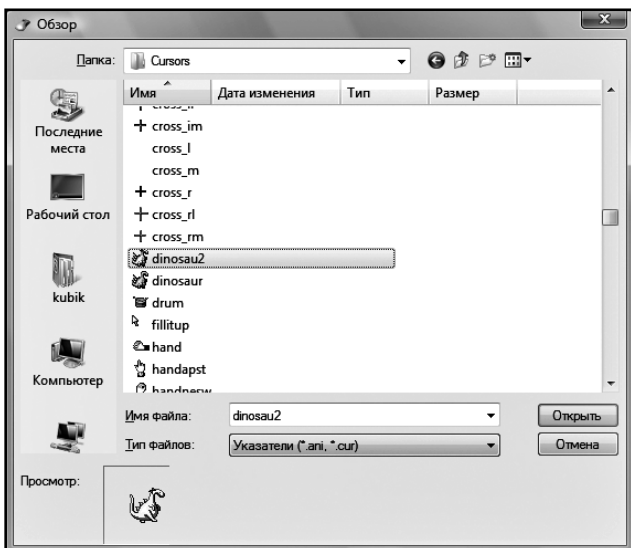 Обзор
Папка: Cursors
Имя Дата изменения Тип Размер
cross_im
cross_l
cross_m
cross_r
cross_rl
cross_rm
dinosau2
dinosaur
drum
fillitup
hand
handapst
handnesw
Последние места
Рабочий стол
kubik
Компьютер
Имя файла: dinosau2 Открыть
Тип файлов: Указатели (*.ani, *.cur) Отмена
Просмотр: